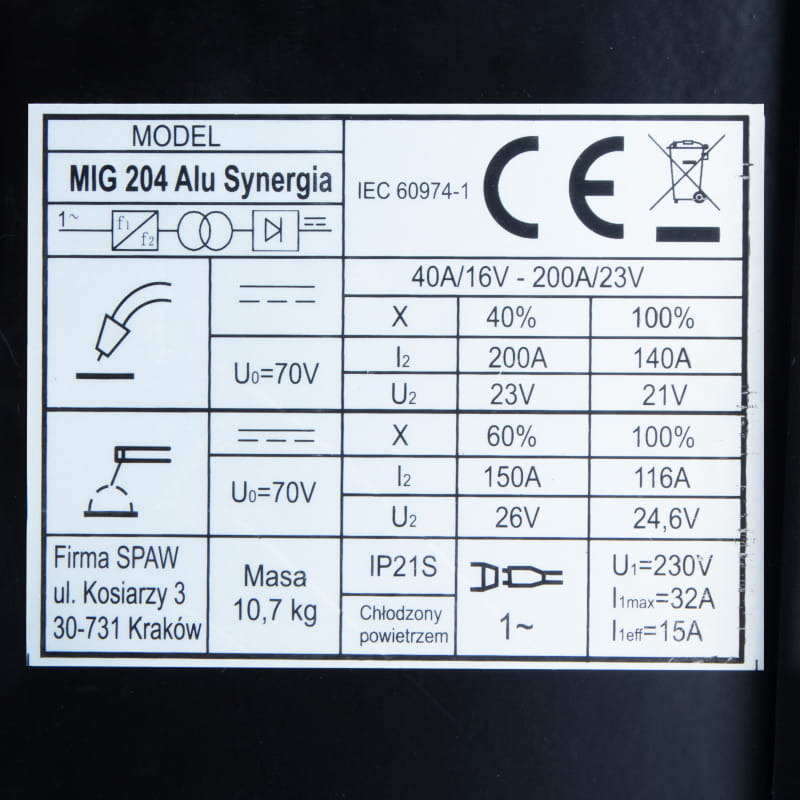 MODEL
MIG 204 Alu Synergia
1~ f1 f2
IEC 60974-1 CE
40A/16V - 200A/23V
X 40% 100%
U0=70V
I2 200A 140A
U2 23V 21V
X 60% 100%
U0=70V
I2 150A 116A
U2 26V 24,6V
Firma SPAW
ul. Kosiarzy 3
30-731 Kraków
Masa
10,7 kg
IP21S
Chłodzony
powietrzem
1~
U1=230V
I1max=32A
I1eff=15A